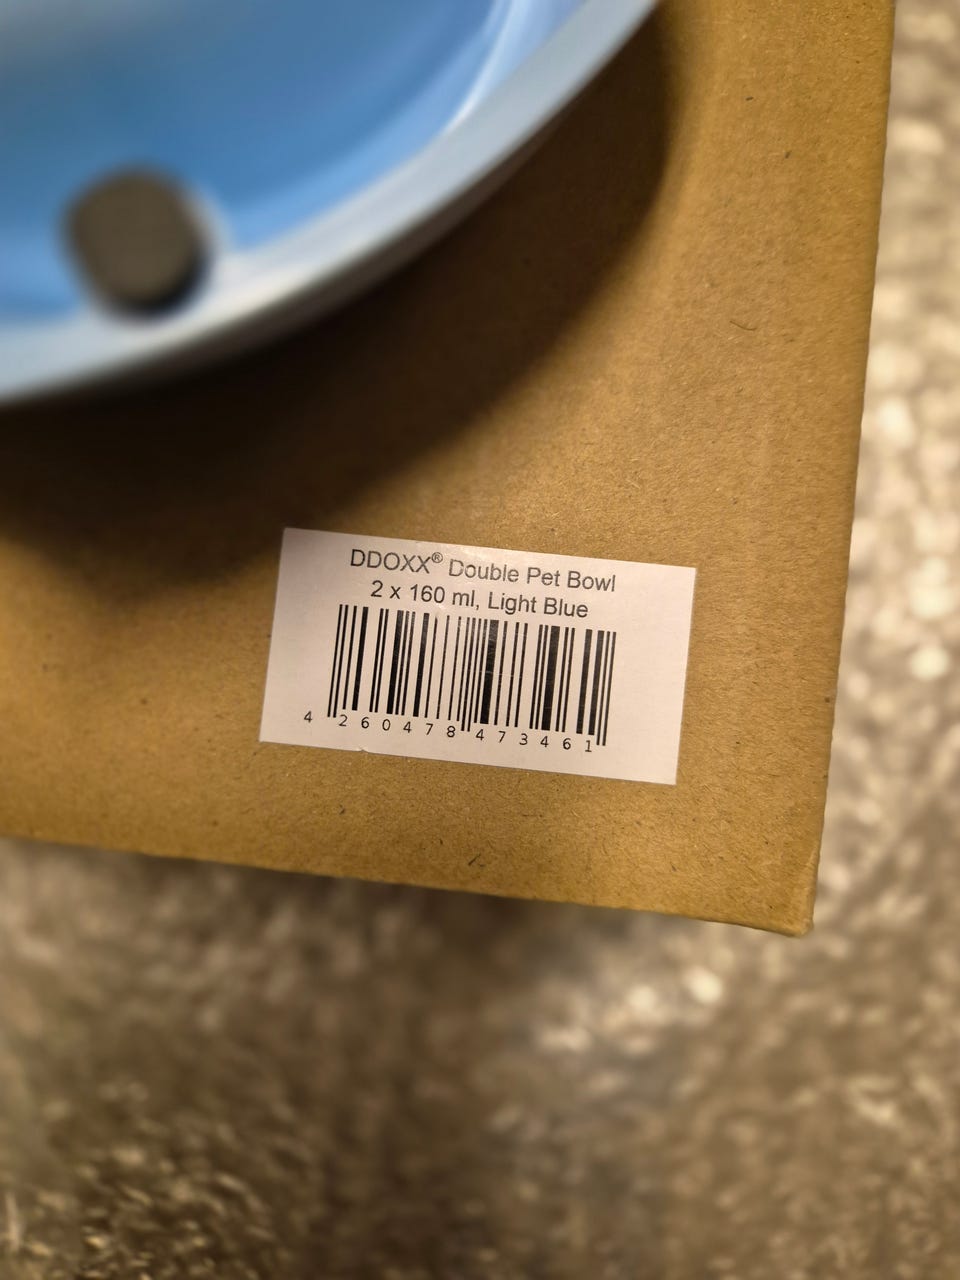 DDOXX® Double Pet Bowl
2 x 160 ml, Light Blue
4 260478 473461